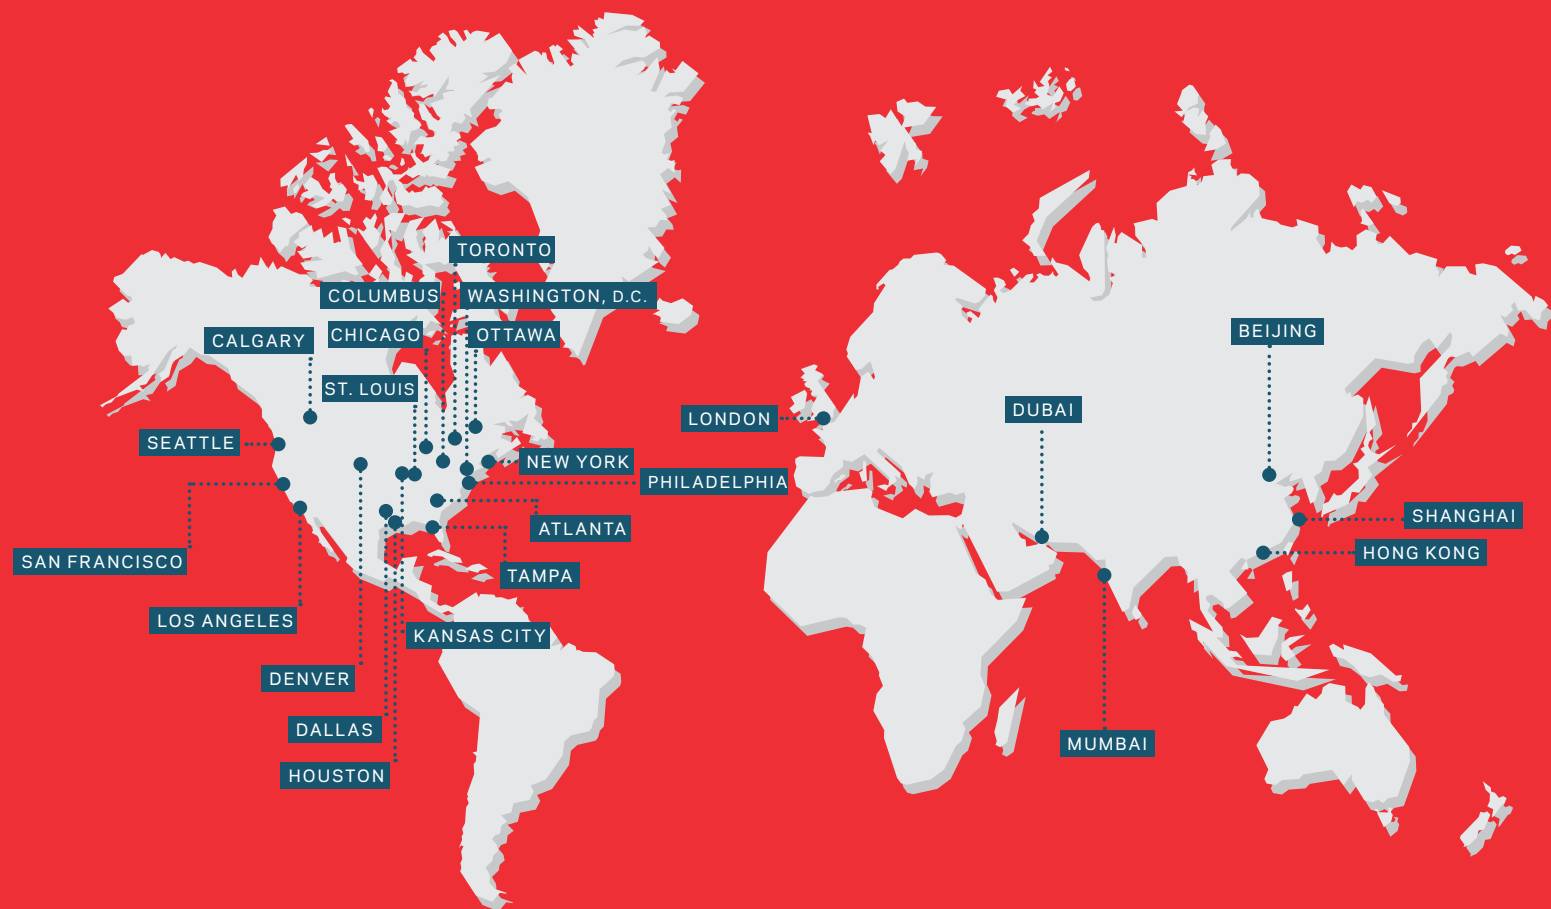 TORONTO
COLUMBUS
WASHINGTON, D.C.
CALGARY
CHICAGO
OTTAWA
ST. LOUIS
SEATTLE
NEW YORK
PHILADELPHIA
ATLANTA
SAN FRANCISCO
TAMPA
LOS ANGELES
KANSAS CITY
DENVER
DALLAS
HOUSTON
LONDON
DUBAI
BEIJING
SHANGHAI
HONG KONG
MUMBAI